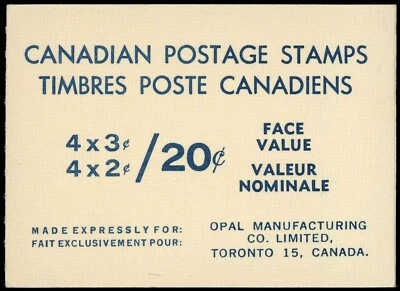 CANADIAN POSTAGE STAMPS
TIMBRES POSTE CANADIENS
4 x 3¢
4 x 2¢ / 20¢
FACE
VALUE
VALEUR
NOMINALE
MADE EXPRESSLY FOR:
FAIT EXCLUSIVEMENT POUR:
OPAL MANUFACTURING
CO. LIMITED,
TORONTO 15, CANADA.